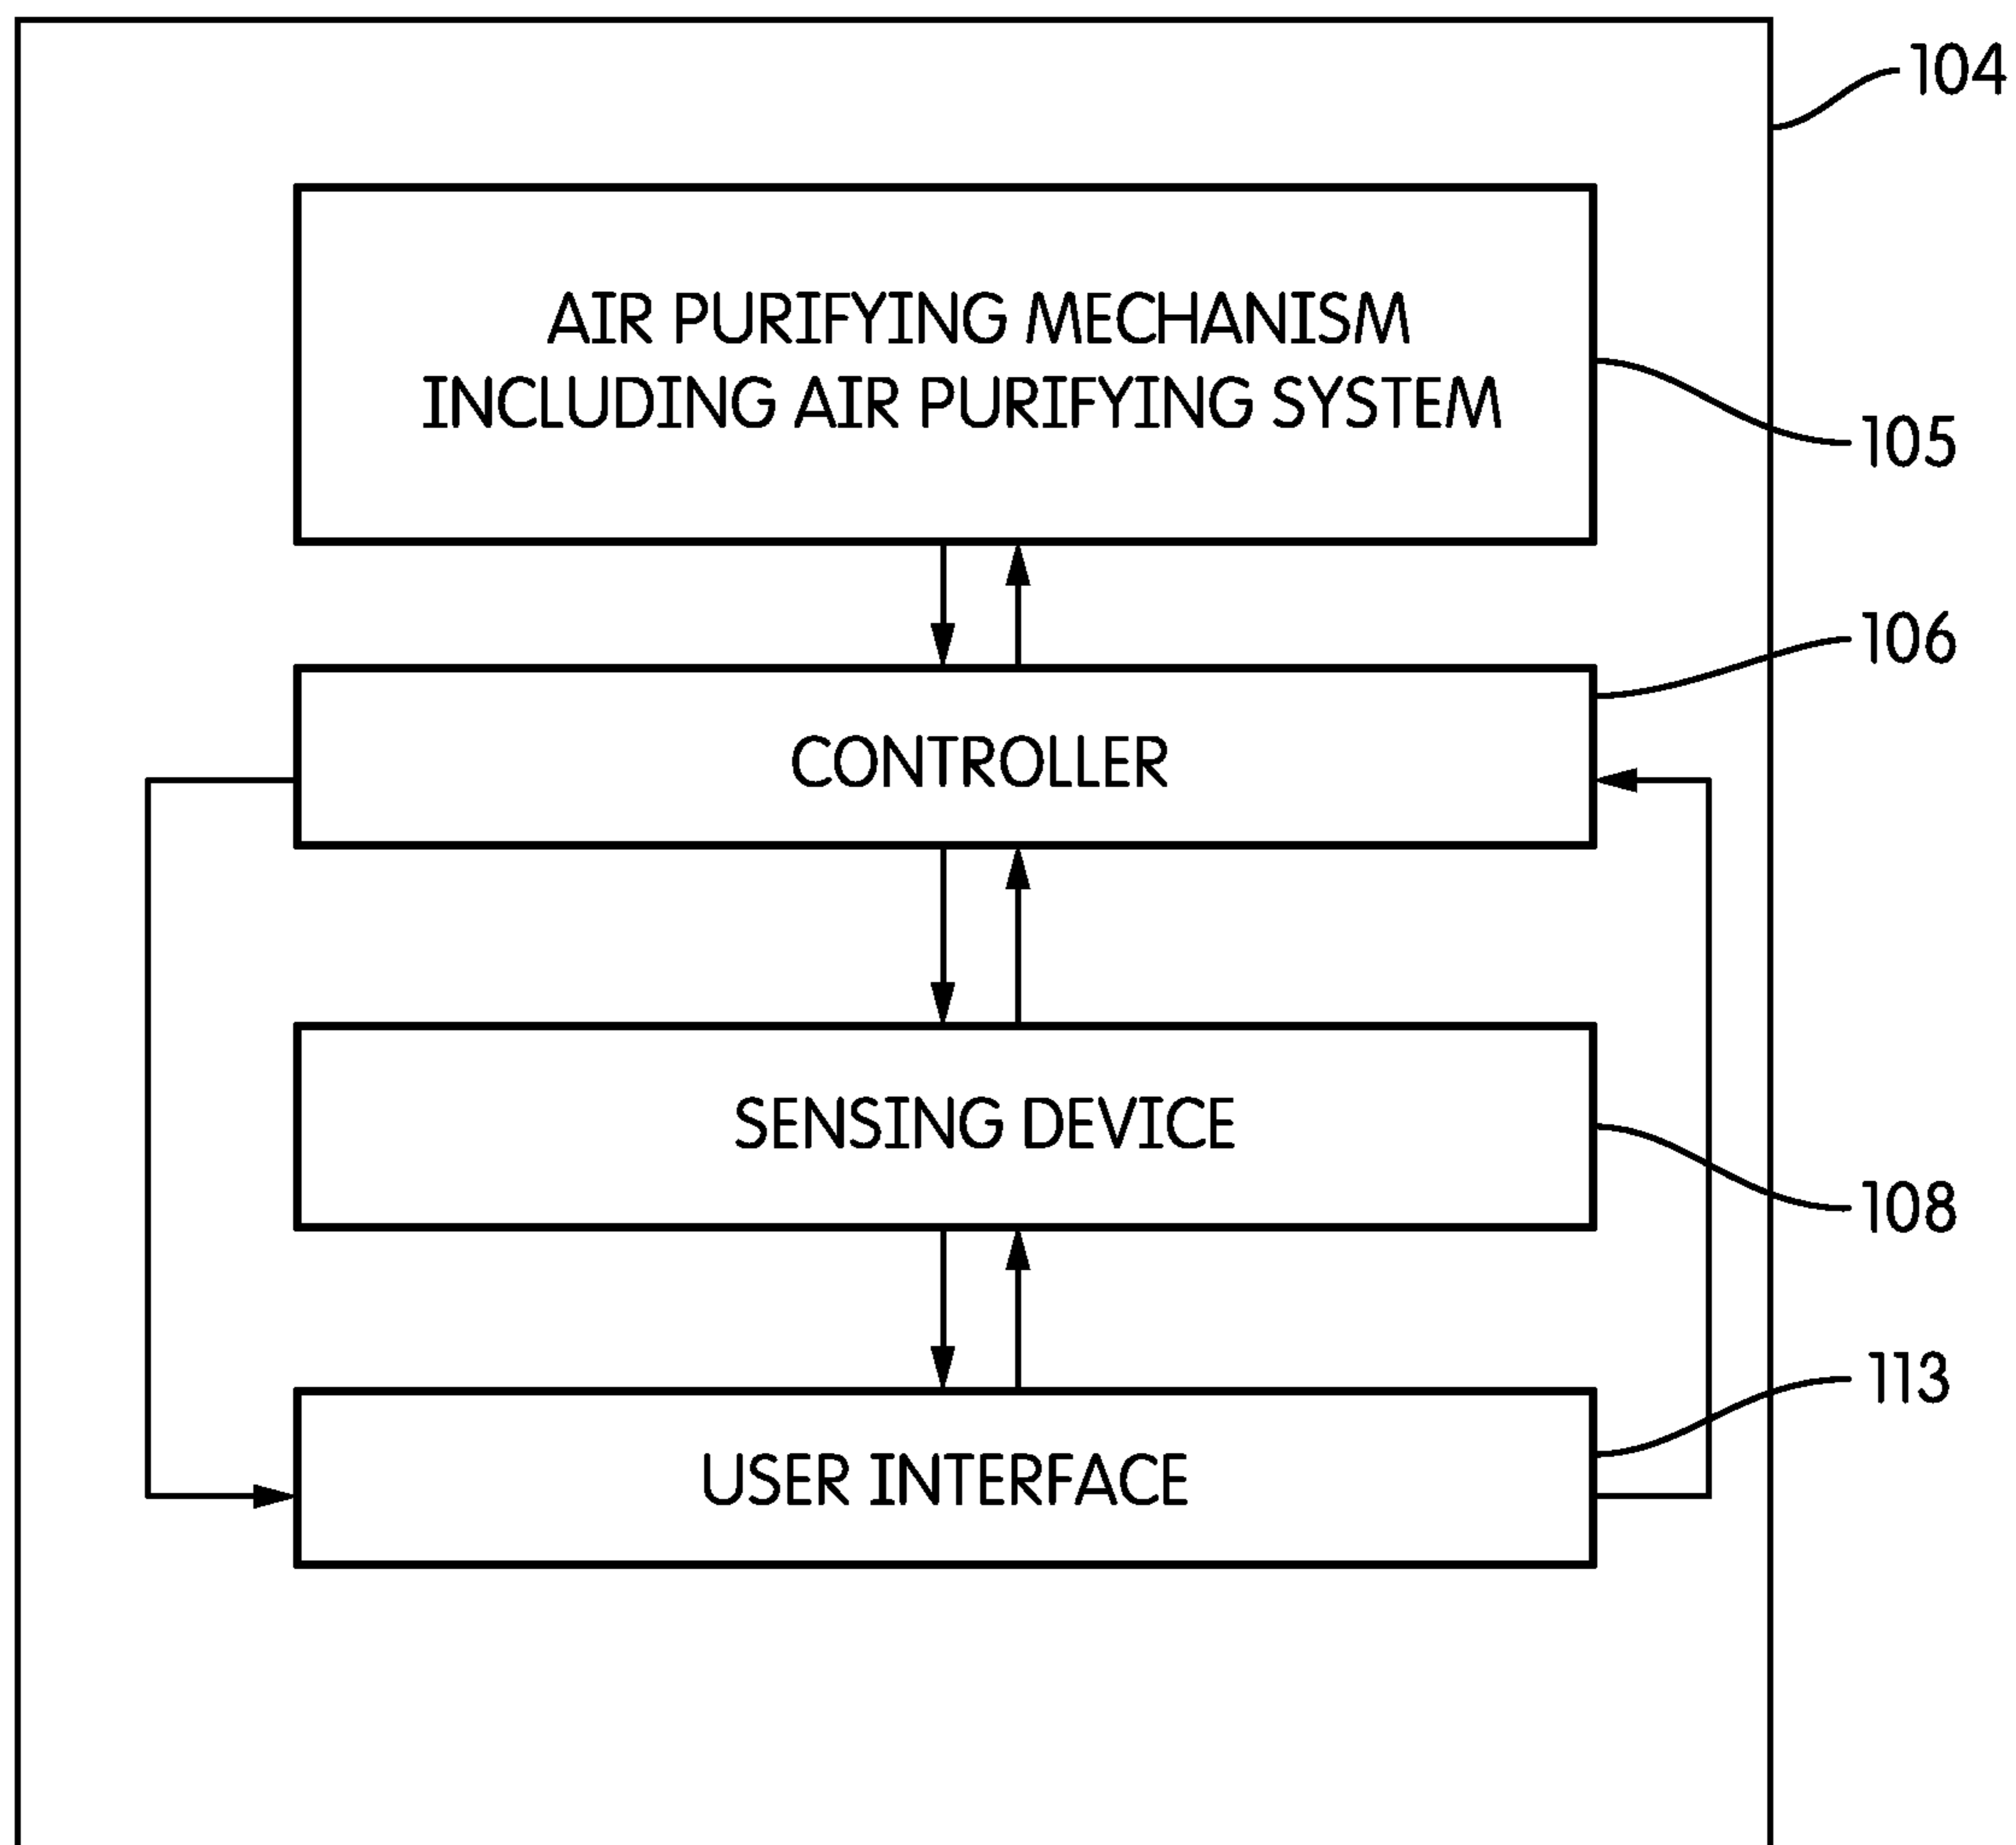 104
AIR PURIFYING MECHANISM
INCLUDING AIR PURIFYING SYSTEM
105
106
CONTROLLER
SENSING DEVICE
108
113
USER INTERFACE